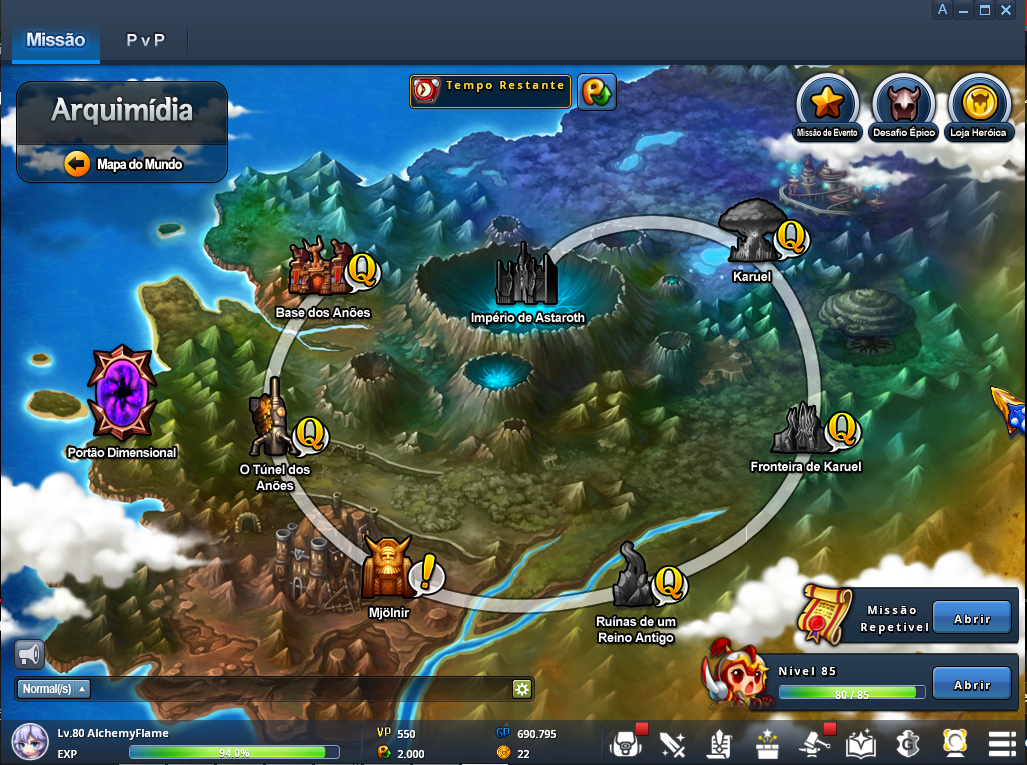 A
Missão
PvP
Arquimídia
Mapa do Mundo
Tempo Restante
Missão de Evento
Desafio Épico
Loja Heróica
Karuel
Base dos Anões
Império de Astaroth
Portão Dimensional
O Túnel dos
Anões
Fronteira de Karuel
Mjölnir
Ruínas de um
Reino Antigo
Missão
Repetível
Abrir
Nível 85
80 / 85
Abrir
Normal(/s)
Lv.80 AlchemyFlame
EXP
94.0%
VP 550
2.000
GP 690.795
22